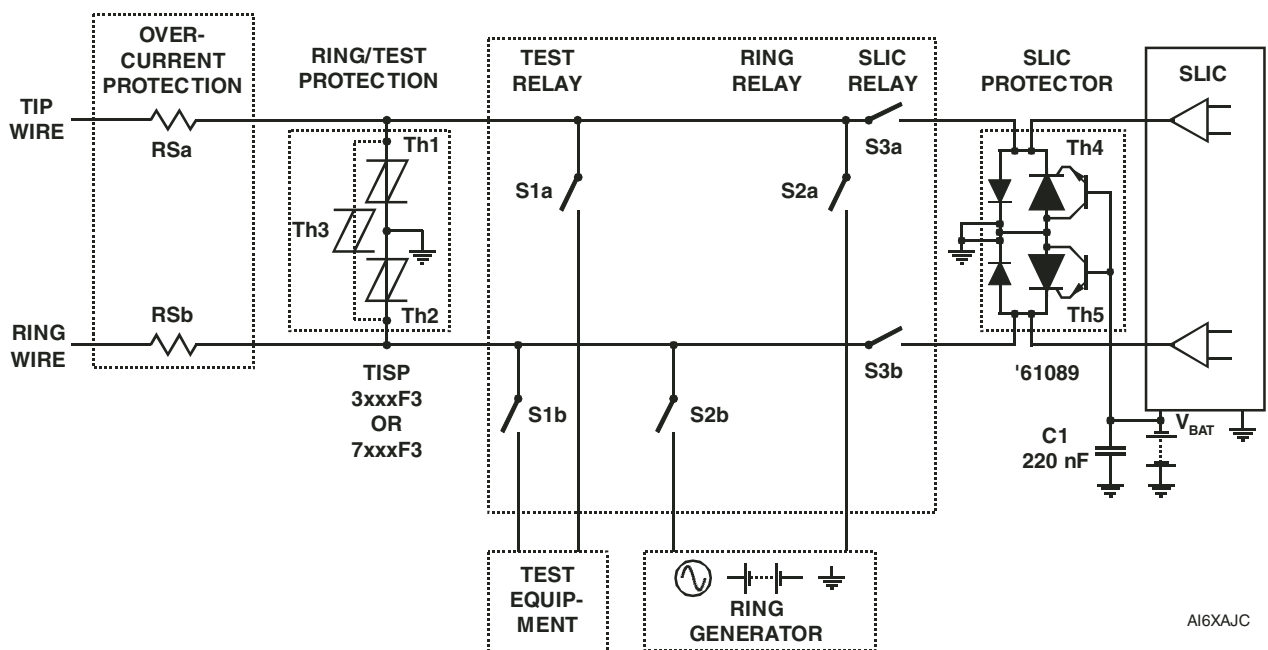 OVER-
CURRENT
PROTECTION
RING/TEST
PROTECTION
TEST
RELAY
RING
RELAY
SLIC
RELAY
SLIC
PROTECTOR
SLIC
TIP
WIRE
RSa
Th1
Th3
Th2
S1a
S2a
S3a
Th4
Th5
RING
WIRE
RSb
TISP
3xxxF3
OR
7xxxF3
S1b
S2b
S3b
'61089
C1
220 nF
VBAT
TEST
EQUIP-
MENT
RING
GENERATOR
AI6XAJC